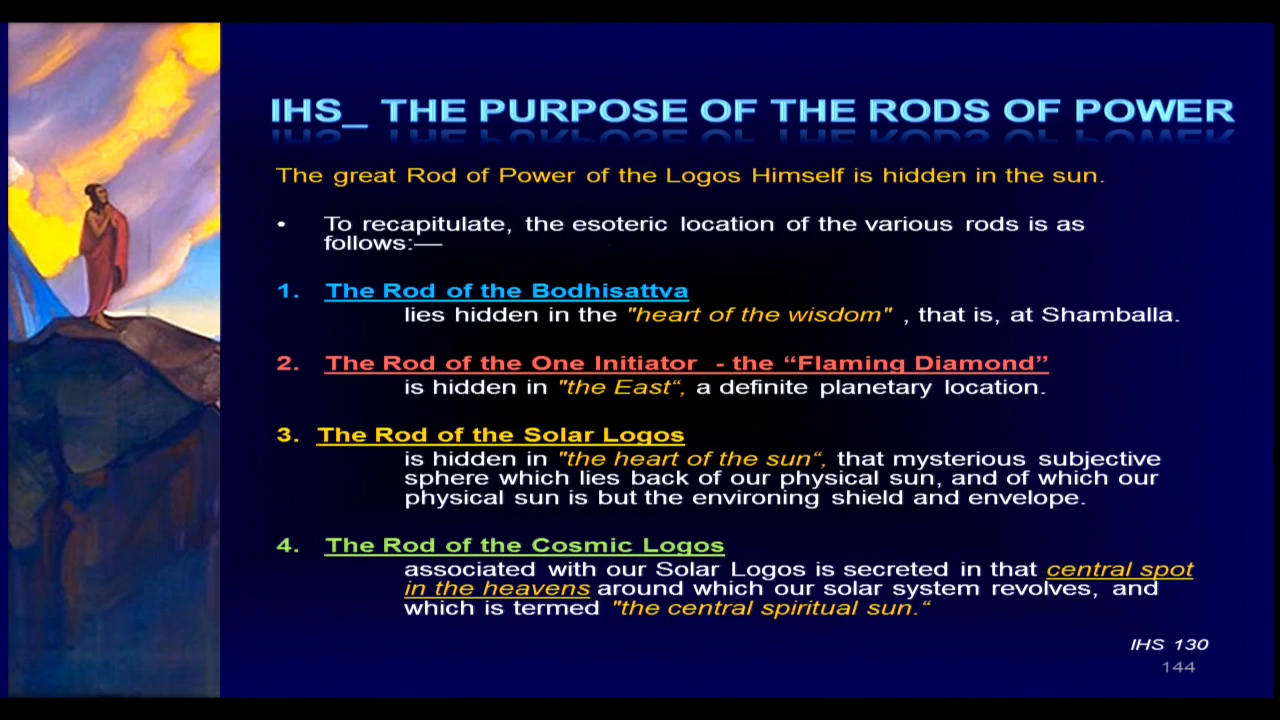 IHS_ THE PURPOSE OF THE RODS OF POWER
The great Rod of Power of the Logos Himself is hidden in the sun.
• To recapitulate, the esoteric location of the various rods is as
follows:—
1. The Rod of the Bodhisattva
lies hidden in the "heart of the wisdom" , that is, at Shamballa.
2. The Rod of the One Initiator - the “Flaming Diamond”
is hidden in "the East“, a definite planetary location.
3. The Rod of the Solar Logos
is hidden in "the heart of the sun“, that mysterious subjective
sphere which lies back of our physical sun, and of which our
physical sun is but the environing shield and envelope.
4. The Rod of the Cosmic Logos
associated with our Solar Logos is secreted in that central spot
in the heavens around which our solar system revolves, and
which is termed "the central spiritual sun.“
IHS 130
144